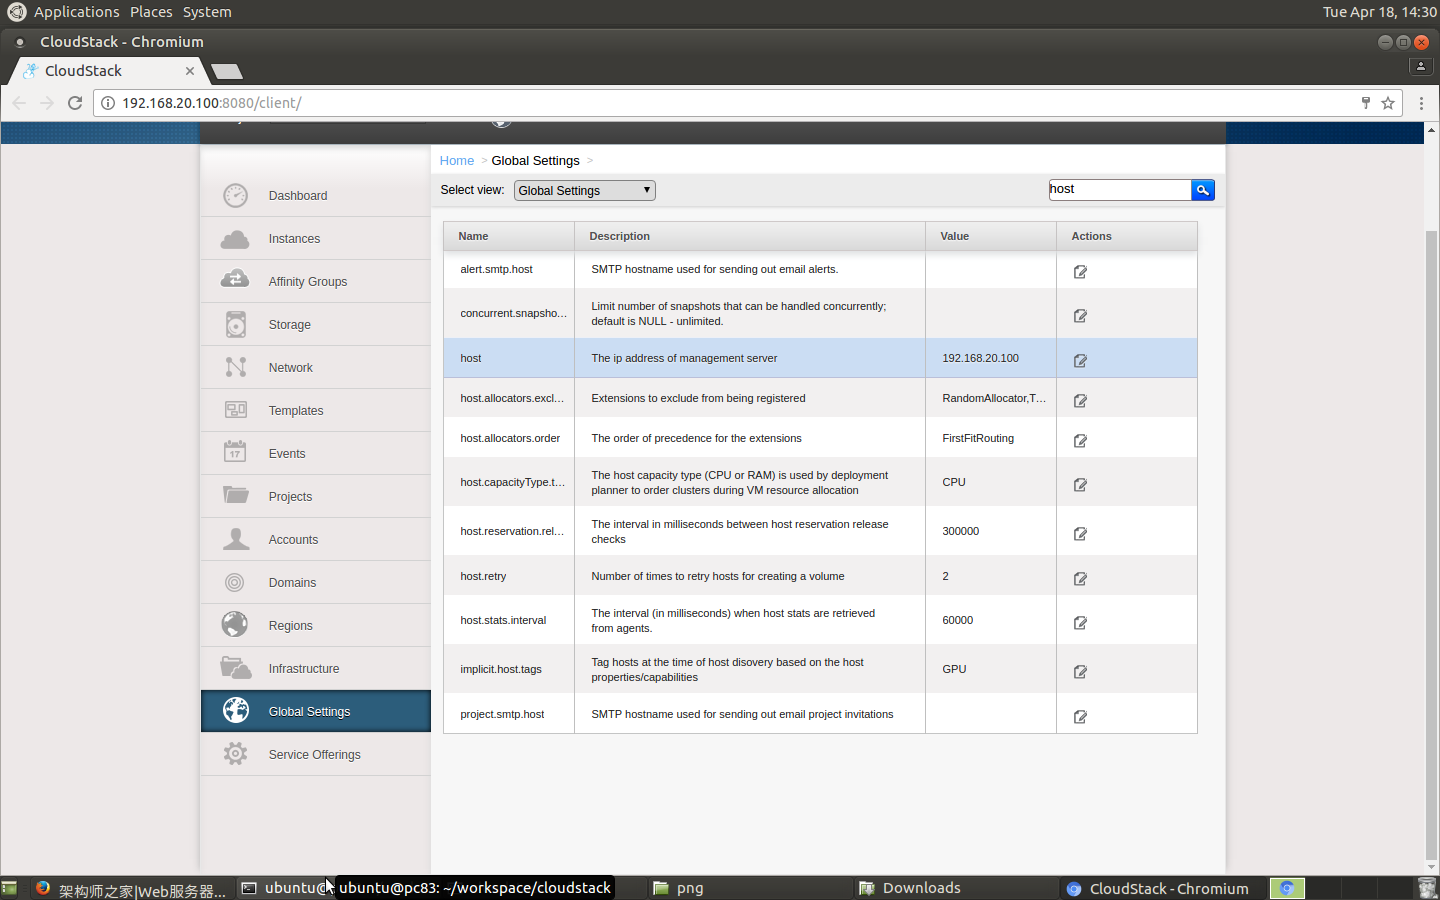 Applications Places System
Tue Apr 18, 14:30
CloudStack - Chromium
CloudStack
192.168.20.100:8080/client/
Home > Global Settings >
Select view: Global Settings
host
Dashboard
Instances
Affinity Groups
Storage
Network
Templates
17
Events
Projects
Accounts
Domains
Regions
Infrastructure
Global Settings
Service Offerings
Name Description Value Actions
alert.smtp.host SMTP hostname used for sending out email alerts.
concurrent.snapsho... Limit number of snapshots that can be handled concurrently;
default is NULL - unlimited.
host The ip address of management server 192.168.20.100
host.allocators.excl... Extensions to exclude from being registered RandomAllocator,T...
host.allocators.order The order of precedence for the extensions FirstFitRouting
host.capacityType.t... The host capacity type (CPU or RAM) is used by deployment CPU
planner to order clusters during VM resource allocation
host.reservation.rel... The interval in milliseconds between host reservation release 300000
checks
host.retry Number of times to retry hosts for creating a volume 2
host.stats.interval The interval (in milliseconds) when host stats are retrieved 60000
from agents.
implicit.host.tags Tag hosts at the time of host disovery based on the host GPU
properties/capabilities
project.smtp.host SMTP hostname used for sending out email project invitations
架构师之家|Web服务器...
ubuntu@
ubuntu@pc83: ~/workspace/cloudstack
png
Downloads
CloudStack - Chromium